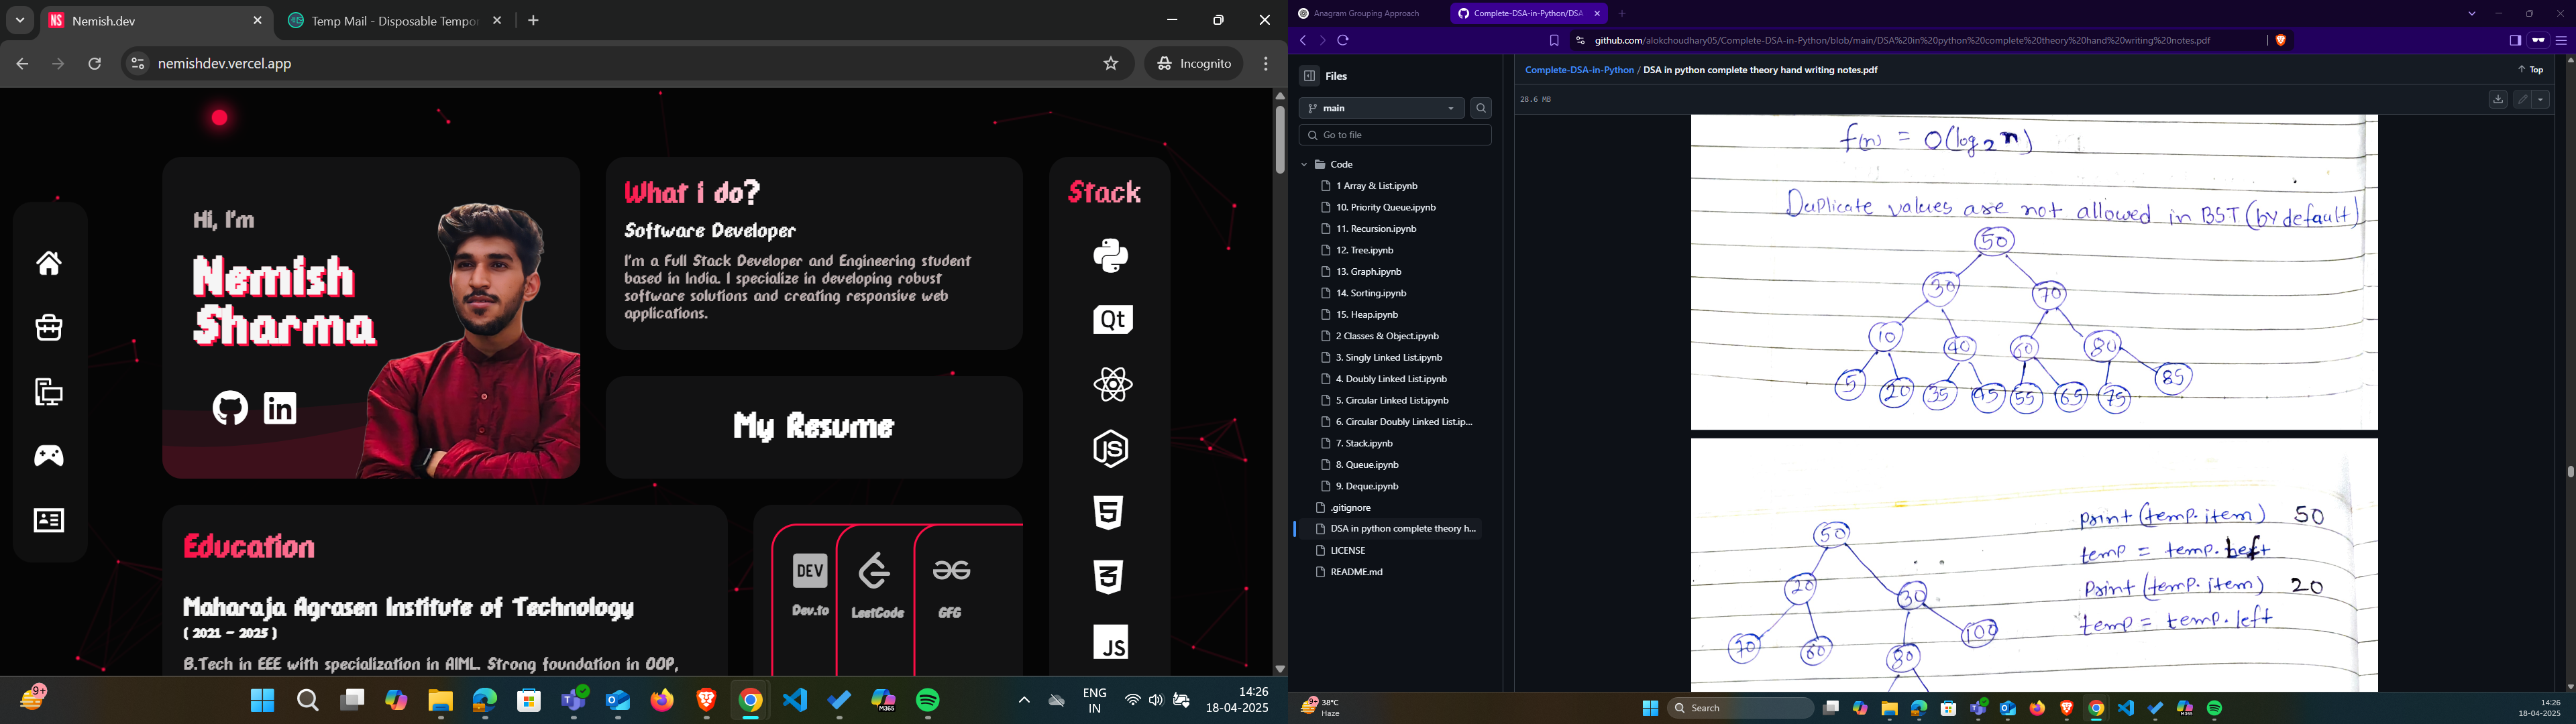 Nemish.dev
Temp Mail - Disposable Tempor
nemishdev.vercel.app
Incognito
Hi, I'm
Nemish
Sharma
What i do?
Software Developer
I'm a Full Stack Developer and Engineering student
based in India. I specialize in developing robust
software solutions and creating responsive web
applications.
My Resume
Stack
Qt
JS
5
3
JS
Education
Maharaja Agrasen Institute of Technology
( 2021 - 2025 )
B.Tech in EEE with specialization in AIML. Strong foundation in OOP,
DEV
Dev.to
LeetCode
GFG
9+
ENG
IN
14:26
18-04-2025
Anagram Grouping Approach
Complete-DSA-in-Python/DSA
github.com/alokchoudhary05/Complete-DSA-in-Python/blob/main/DSA%20in%20python%20complete%20theory%20hand%20writing%20notes.pdf
Files
main
Go to file
Code
1 Array & List.ipynb
10. Priority Queue.ipynb
11. Recursion.ipynb
12. Tree.ipynb
13. Graph.ipynb
14. Sorting.ipynb
15. Heap.ipynb
2 Classes & Object.ipynb
3. Singly Linked List.ipynb
4. Doubly Linked List.ipynb
5. Circular Linked List.ipynb
6. Circular Doubly Linked List.ip...
7. Stack.ipynb
8. Queue.ipynb
9. Deque.ipynb
.gitignore
DSA in python complete theory h...
LICENSE
README.md
Complete-DSA-in-Python / DSA in python complete theory hand writing notes.pdf
Top
28.6 MB
f(n) = O(log₂ n)
Duplicate values are not allowed in BST (by default)
50
30 70
10 40 60 80
5 20 35 45 55 65 75 85
50
20 30
70 60 80 100
print (temp.item) 50
temp = temp.left
print (temp.item) 20
temp = temp.left
38°C
Haze
Search
14:26
18-04-2025